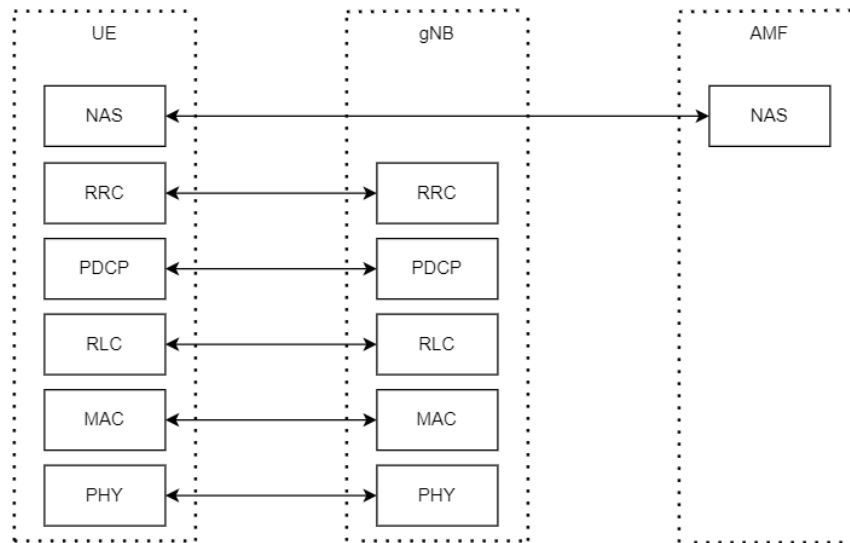 UE gNB AMF
NAS NAS
RRC RRC
PDCP PDCP
RLC RLC
MAC MAC
PHY PHY